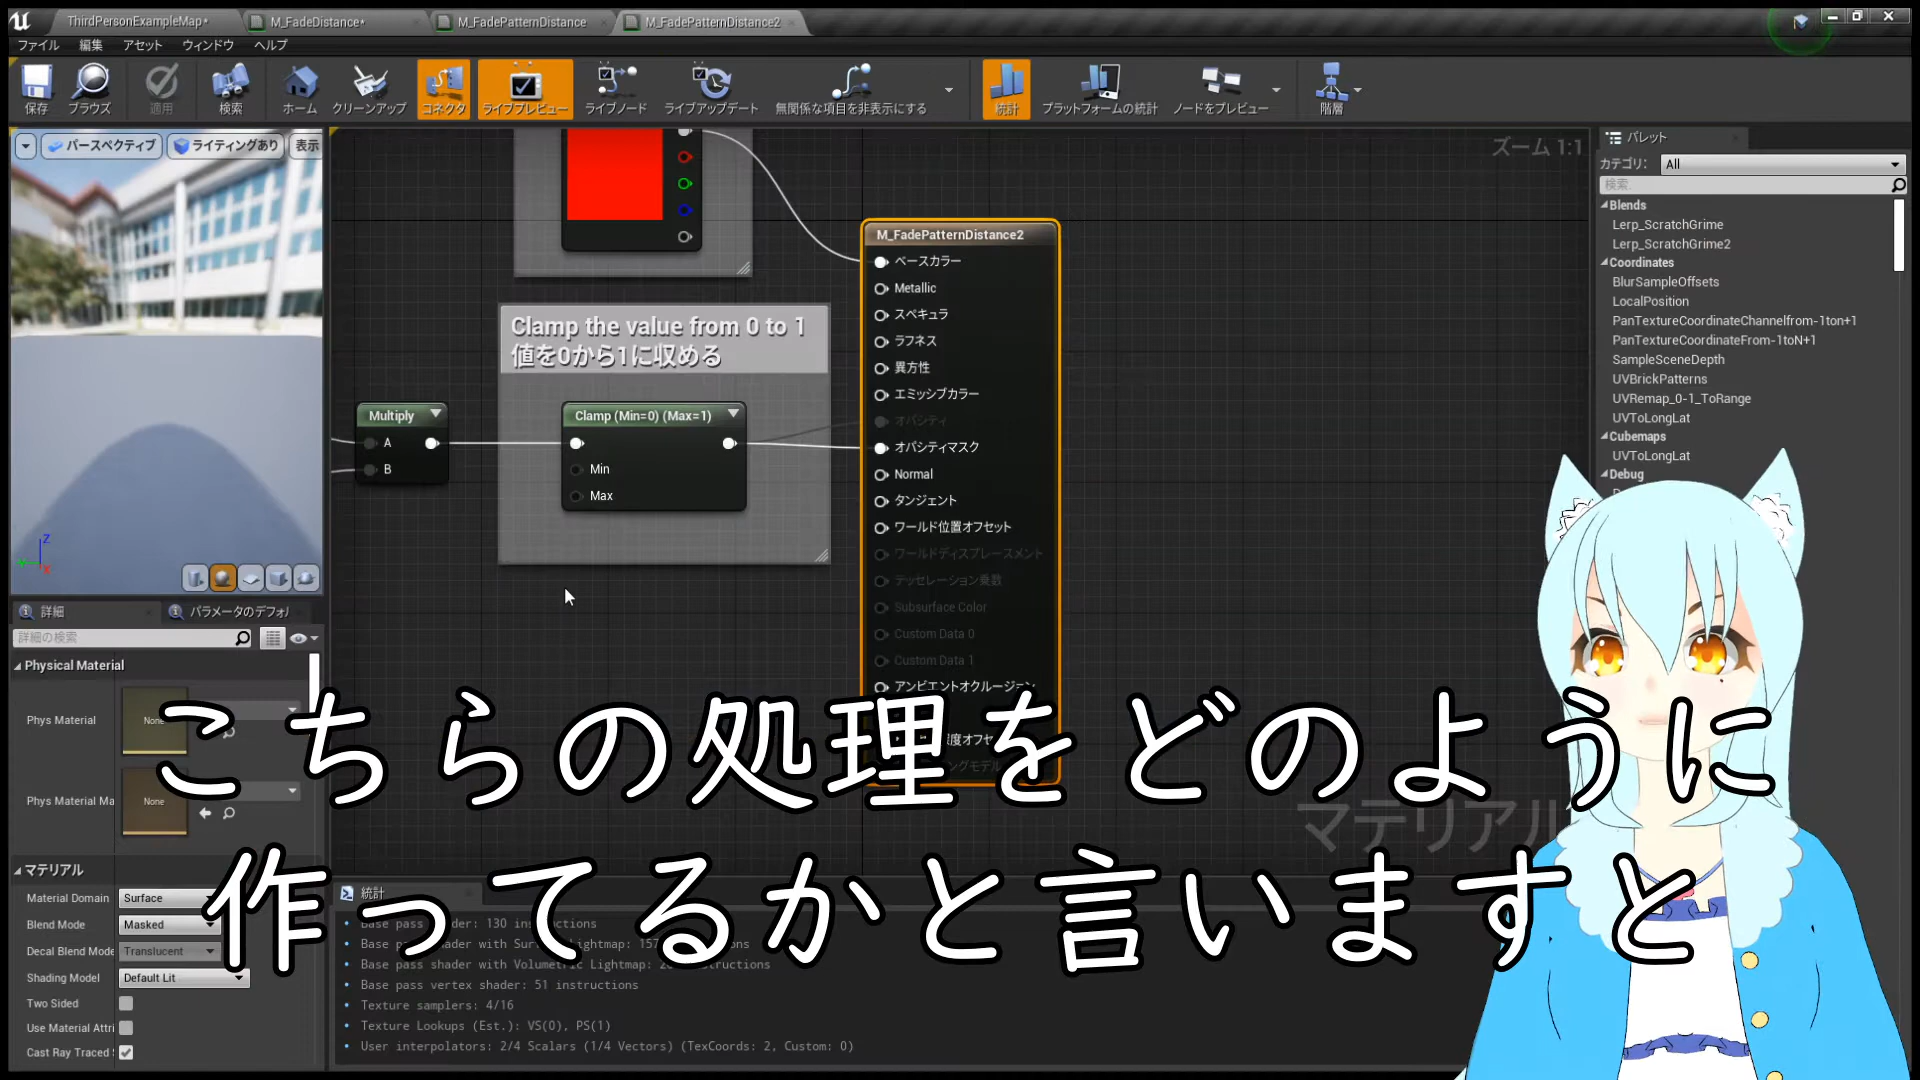 ThirdPersonExampleMap*
M_FadeDistance*
M_FadePatternDistance
M_FadePatternDistance2
ファイル
編集
アセット
ウィンドウ
ヘルプ
保存
ブラウズ
適用
検索
ホーム
クリーンアップ
コネクタ
ライブプレビュー
ライブノード
ライブアップデート
無関係な項目を非表示にする
統計
プラットフォームの統計
ノードをプレビュー
階層
パースペクティブ
ライティングあり
表示
ズーム 1:1
パレット
カテゴリ:
All
検索
Blends
Lerp_ScratchGrime
Lerp_ScratchGrime2
Coordinates
BlurSampleOffsets
LocalPosition
PanTextureCoordinateChannelfrom-1ton+1
PanTextureCoordinateFrom-1toN+1
SampleSceneDepth
UVBrickPatterns
UVRemap_0-1_ToRange
UVToLongLat
Cubemaps
UVToLongLat
Debug
Clamp the value from 0 to 1
値を0から1に収める
Multiply
A
B
Clamp (Min=0) (Max=1)
Min
Max
M_FadePatternDistance2
ベースカラー
Metallic
スペキュラ
ラフネス
異方性
エミッシブカラー
オパシティ
オパシティマスク
Normal
タンジェント
ワールド位置オフセット
ワールドディスプレースメント
テッセレーション乗数
Subsurface Color
Custom Data 0
Custom Data 1
アンビエントオクルージョン
Z
X
詳細
パラメータのデフォル
詳細の検索
Physical Material
Phys Material
None
Phys Material Ma
None
マテリアル
Material Domain
Surface
Blend Mode
Masked
Decal Blend Mode
Translucent
Shading Model
Default Lit
Two Sided
Use Material Attri
Cast Ray Traced
マテリアル
統計
Base pass shader: 130 instructions
Base pass shader with Volumetric Lightmap:
Base pass vertex shader: 51 instructions
Texture samplers: 4/16
Texture Lookups (Est.): VS(0), PS(1)
User interpolators: 2/4 Scalars (1/4 Vectors) (TexCoords: 2, Custom: 0)
こちらの処理をどのように
作ってるかと言いますと